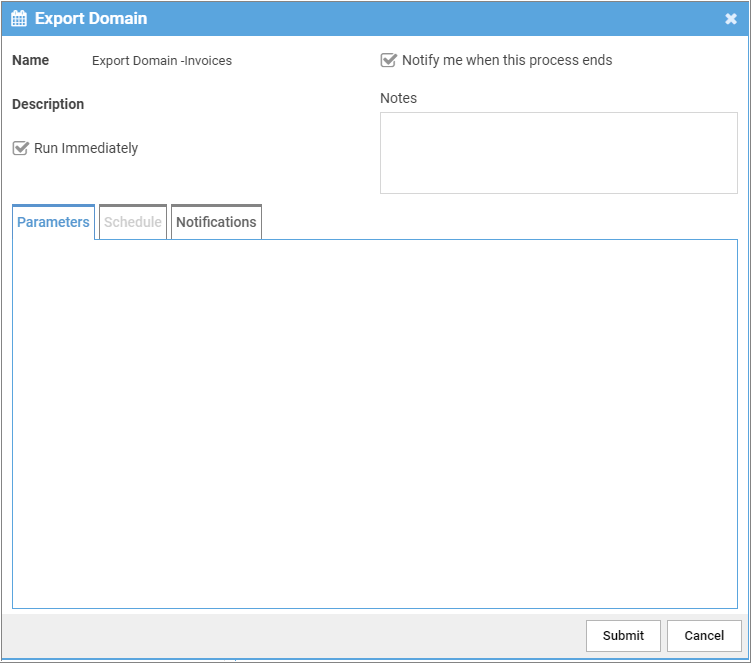 Export Domain
Name Export Domain -Invoices
Notify me when this process ends
Description
Notes
Run Immediately
Parameters Schedule Notifications
Submit Cancel